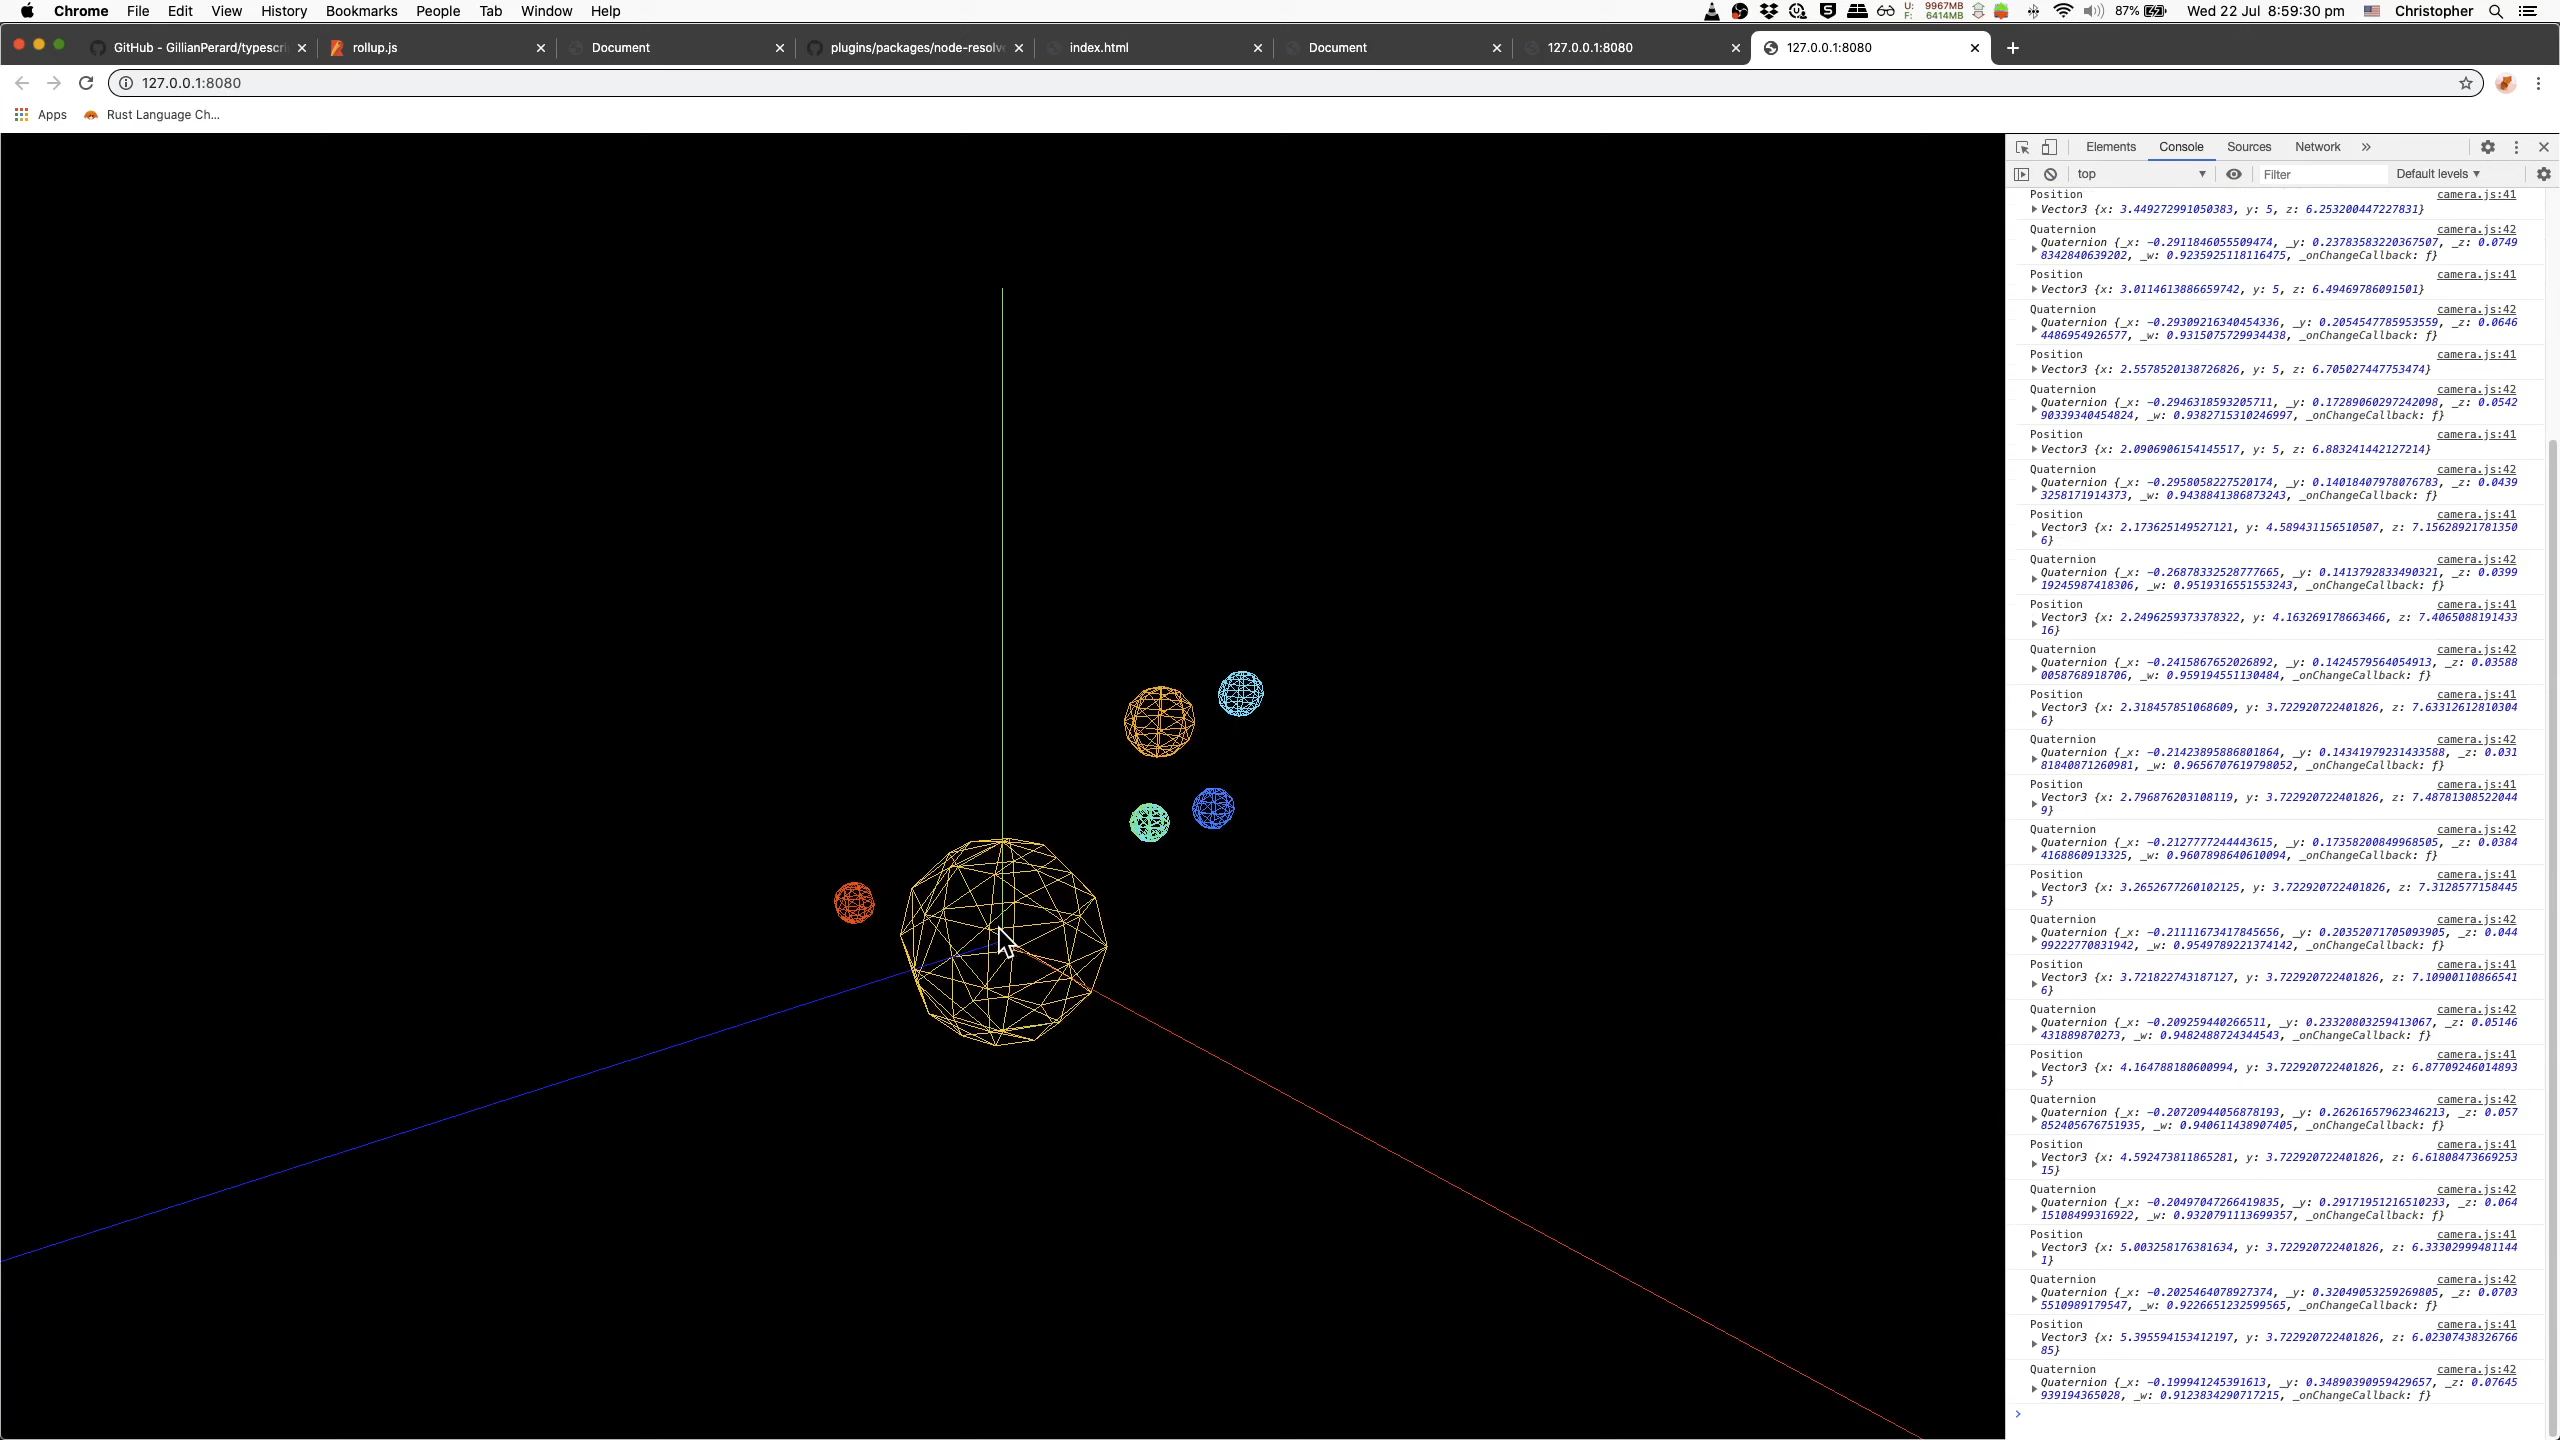 Chrome File Edit View History Bookmarks People Tab Window Help U: 9967MB F: 6414MB 87% Wed 22 Jul 8:59:30 pm Christopher
GitHub - GillianPerard/typescri rollup.js Document plugins/packages/node-resolve index.html Document 127.0.0.1:8080 127.0.0.1:8080
127.0.0.1:8080
Apps Rust Language Ch...
Elements Console Sources Network »
top Filter Default levels
Position camera.js:41
Vector3 {x: 3.449272991050383, y: 5, z: 6.253200447227831}
Quaternion camera.js:42
Quaternion {_x: -0.2911846055509474, _y: 0.23783583220367507, _z: 0.0749
8342840639202, _w: 0.9235925118116475, _onChangeCallback: ƒ}
Position camera.js:41
Vector3 {x: 3.0114613886659742, y: 5, z: 6.49469786091501}
Quaternion camera.js:42
Quaternion {_x: -0.29309216340454336, _y: 0.2054547785953559, _z: 0.0646
4486954926577, _w: 0.9315075729934438, _onChangeCallback: ƒ}
Position camera.js:41
Vector3 {x: 2.5578520138726826, y: 5, z: 6.705027447753474}
Quaternion camera.js:42
Quaternion {_x: -0.2946318593205711, _y: 0.17289060297242098, _z: 0.0542
90339340454824, _w: 0.9382715310246997, _onChangeCallback: ƒ}
Position camera.js:41
Vector3 {x: 2.0906906154145517, y: 5, z: 6.883241442127214}
Quaternion camera.js:42
Quaternion {_x: -0.2958058227520174, _y: 0.14018407978076783, _z: 0.0439
3258171914373, _w: 0.9438841386873243, _onChangeCallback: ƒ}
Position camera.js:41
Vector3 {x: 2.173625149527121, y: 4.589431156510507, z: 7.15628921781350
6}
Quaternion camera.js:42
Quaternion {_x: -0.26878332528777665, _y: 0.1413792833490321, _z: 0.0399
19245987418306, _w: 0.9519316551553243, _onChangeCallback: ƒ}
Position camera.js:41
Vector3 {x: 2.2496259373378322, y: 4.163269178663466, z: 7.4065088191433
16}
Quaternion camera.js:42
Quaternion {_x: -0.2415867652026892, _y: 0.1424579564054913, _z: 0.03588
0058768918706, _w: 0.959194551130484, _onChangeCallback: ƒ}
Position camera.js:41
Vector3 {x: 2.318457851068609, y: 3.722920722401826, z: 7.63312612810304
6}
Quaternion camera.js:42
Quaternion {_x: -0.21423895886801864, _y: 0.14341979231433588, _z: 0.031
81840871260981, _w: 0.9656707619798052, _onChangeCallback: ƒ}
Position camera.js:41
Vector3 {x: 2.796876203108119, y: 3.722920722401826, z: 7.48781308522044
9}
Quaternion camera.js:42
Quaternion {_x: -0.2127777244443615, _y: 0.17358200849968505, _z: 0.0384
4168860913325, _w: 0.9607898640610094, _onChangeCallback: ƒ}
Position camera.js:41
Vector3 {x: 3.2652677260102125, y: 3.722920722401826, z: 7.3128577158445
5}
Quaternion camera.js:42
Quaternion {_x: -0.21111673417845656, _y: 0.20352071705093905, _z: 0.044
99222770831942, _w: 0.9549789221374142, _onChangeCallback: ƒ}
Position camera.js:41
Vector3 {x: 3.721822743187127, y: 3.722920722401826, z: 7.10900110866541
6}
Quaternion camera.js:42
Quaternion {_x: -0.209259440266511, _y: 0.23320803259413067, _z: 0.05146
431889870273, _w: 0.9482488724344543, _onChangeCallback: ƒ}
Position camera.js:41
Vector3 {x: 4.164788180600994, y: 3.722920722401826, z: 6.87709246014893
5}
Quaternion camera.js:42
Quaternion {_x: -0.20720944056878193, _y: 0.26261657962346213, _z: 0.057
852405676751935, _w: 0.940611438907405, _onChangeCallback: ƒ}
Position camera.js:41
Vector3 {x: 4.592473811865281, y: 3.722920722401826, z: 6.61808473669253
15}
Quaternion camera.js:42
Quaternion {_x: -0.20497047266419835, _y: 0.29171951216510233, _z: 0.064
15108499316922, _w: 0.9320791113699357, _onChangeCallback: ƒ}
Position camera.js:41
Vector3 {x: 5.003258176381634, y: 3.722920722401826, z: 6.33302999481144
1}
Quaternion camera.js:42
Quaternion {_x: -0.2025464078927374, _y: 0.32049053259269805, _z: 0.0703
5510989179547, _w: 0.9226651232599565, _onChangeCallback: ƒ}
Position camera.js:41
Vector3 {x: 5.395594153412197, y: 3.722920722401826, z: 6.02307438326766
85}
Quaternion camera.js:42
Quaternion {_x: -0.199941245391613, _y: 0.34890390959429657, _z: 0.07645
939194365028, _w: 0.9123834290717215, _onChangeCallback: ƒ}